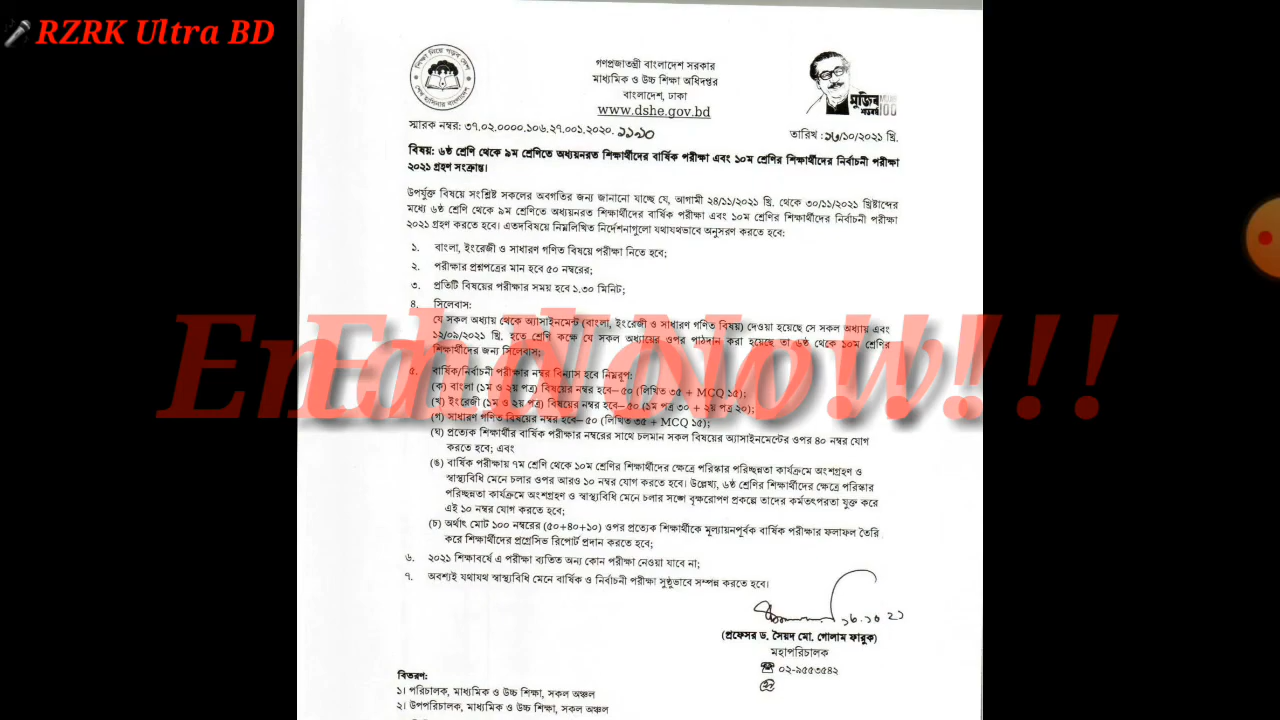 RZRK Ultra BD
শিক্ষা নিয়ে গড়ব দেশ
শেখ হাসিনার বাংলাদেশ
গণপ্রজাতন্ত্রী বাংলাদেশ সরকার
মাধ্যমিক ও উচ্চ শিক্ষা অধিদপ্তর
বাংলাদেশ, ঢাকা
www.dshe.gov.bd
মুজিব
শতবর্ষ 100
স্মারক নম্বর: ৩৭.০২.০০০০.১০৬.২৭.০০১.২০২০.
তারিখ : ১৬/১০/২০২১ খ্রি.
বিষয়: ৬ষ্ঠ শ্রেণি থেকে ৯ম শ্রেণিতে অধ্যয়নরত শিক্ষার্থীদের বার্ষিক পরীক্ষা এবং ১০ম শ্রেণির শিক্ষার্থীদের নির্বাচনী পরীক্ষা
২০২১ গ্রহণ সংক্রান্ত।
উপর্যুক্ত বিষয়ে সংশ্লিষ্ট সকলের অবগতির জন্য জানানো যাচ্ছে যে, আগামী ২৪/১১/২০২১ খ্রি. থেকে ৩০/১১/২০২১ খ্রিষ্টাব্দের
মধ্যে ৬ষ্ঠ শ্রেণি থেকে ৯ম শ্রেণিতে অধ্যয়নরত শিক্ষার্থীদের বার্ষিক পরীক্ষা এবং ১০ম শ্রেণির শিক্ষার্থীদের নির্বাচনী পরীক্ষা
২০২১ গ্রহণ করতে হবে। এতদবিষয়ে নিম্নলিখিত নির্দেশনাগুলো যথাযথভাবে অনুসরণ করতে হবে:
১. বাংলা, ইংরেজী ও সাধারণ গণিত বিষয়ে পরীক্ষা নিতে হবে;
২. পরীক্ষার প্রশ্নপত্রের মান হবে ৫০ নম্বরের;
৩. প্রতিটি বিষয়ের পরীক্ষার সময় হবে ১.৩০ মিনিট;
৪. সিলেবাস:
যে সকল অধ্যায় থেকে অ্যাসাইনমেন্ট (বাংলা, ইংরেজী ও সাধারণ গণিত বিষয়) দেওয়া হয়েছে সে সকল অধ্যায় এবং
১২/০৯/২০২১ খ্রি. হতে শ্রেণি কক্ষে যে সকল অধ্যায়ের ওপর পাঠদান করা হয়েছে তা ৬ষ্ঠ থেকে ১০ম শ্রেণির
শিক্ষার্থীদের জন্য সিলেবাস;
End Now!!!
৫. বার্ষিক/নির্বাচনী পরীক্ষার নম্বর বিন্যাস হবে নিম্নরূপ:
(ক) বাংলা (১ম ও ২য় পত্র) বিষয়ের নম্বর হবে– ৫০ (লিখিত ৩৫ + MCQ ১৫);
(খ) ইংরেজী (১ম ও ২য় পত্র) বিষয়ের নম্বর হবে– ৫০ (১ম পত্র ৩০ + ২য় পত্র ২০);
(গ) সাধারণ গণিত বিষয়ের নম্বর হবে– ৫০ (লিখিত ৩৫ + MCQ ১৫);
(ঘ) প্রত্যেক শিক্ষার্থীর বার্ষিক পরীক্ষার নম্বরের সাথে চলমান সকল বিষয়ের অ্যাসাইনমেন্টের ওপর ৪০ নম্বর যোগ
করতে হবে; এবং
(ঙ) বার্ষিক পরীক্ষায় ৭ম শ্রেণি থেকে ১০ম শ্রেণির শিক্ষার্থীদের ক্ষেত্রে পরিস্কার পরিচ্ছন্নতা কার্যক্রমে অংশগ্রহণ ও
স্বাস্থ্যবিধি মেনে চলার ওপর আরও ১০ নম্বর যোগ করতে হবে। উল্লেখ্য, ৬ষ্ঠ শ্রেণির শিক্ষার্থীদের ক্ষেত্রে পরিস্কার
পরিচ্ছন্নতা কার্যক্রমে অংশগ্রহণ ও স্বাস্থ্যবিধি মেনে চলার সঙ্গে বৃক্ষরোপণ প্রকল্পে তাদের কর্মতৎপরতা যুক্ত করে
এই ১০ নম্বর যোগ করতে হবে;
(চ) অর্থাৎ মোট ১০০ নম্বরের (৫০+৪০+১০) ওপর প্রত্যেক শিক্ষার্থীকে মূল্যায়নপূর্বক বার্ষিক পরীক্ষার ফলাফল তৈরি
করে শিক্ষার্থীদের প্রগ্রেসিভ রিপোর্ট প্রদান করতে হবে;
৬. ২০২১ শিক্ষাবর্ষে এ পরীক্ষা ব্যতিত অন্য কোন পরীক্ষা নেওয়া যাবে না;
৭. অবশ্যই যথাযথ স্বাস্থ্যবিধি মেনে বার্ষিক ও নির্বাচনী পরীক্ষা সুষ্ঠুভাবে সম্পন্ন করতে হবে।
১৬.১০ ২১
(প্রফেসর ড. সৈয়দ মো. গোলাম ফারুক)
মহাপরিচালক
☎ ০২-৯৫৫৩৫৪২
বিতরণ:
১। পরিচালক, মাধ্যমিক ও উচ্চ শিক্ষা, সকল অঞ্চল
২। উপপরিচালক, মাধ্যমিক ও উচ্চ শিক্ষা, সকল অঞ্চল